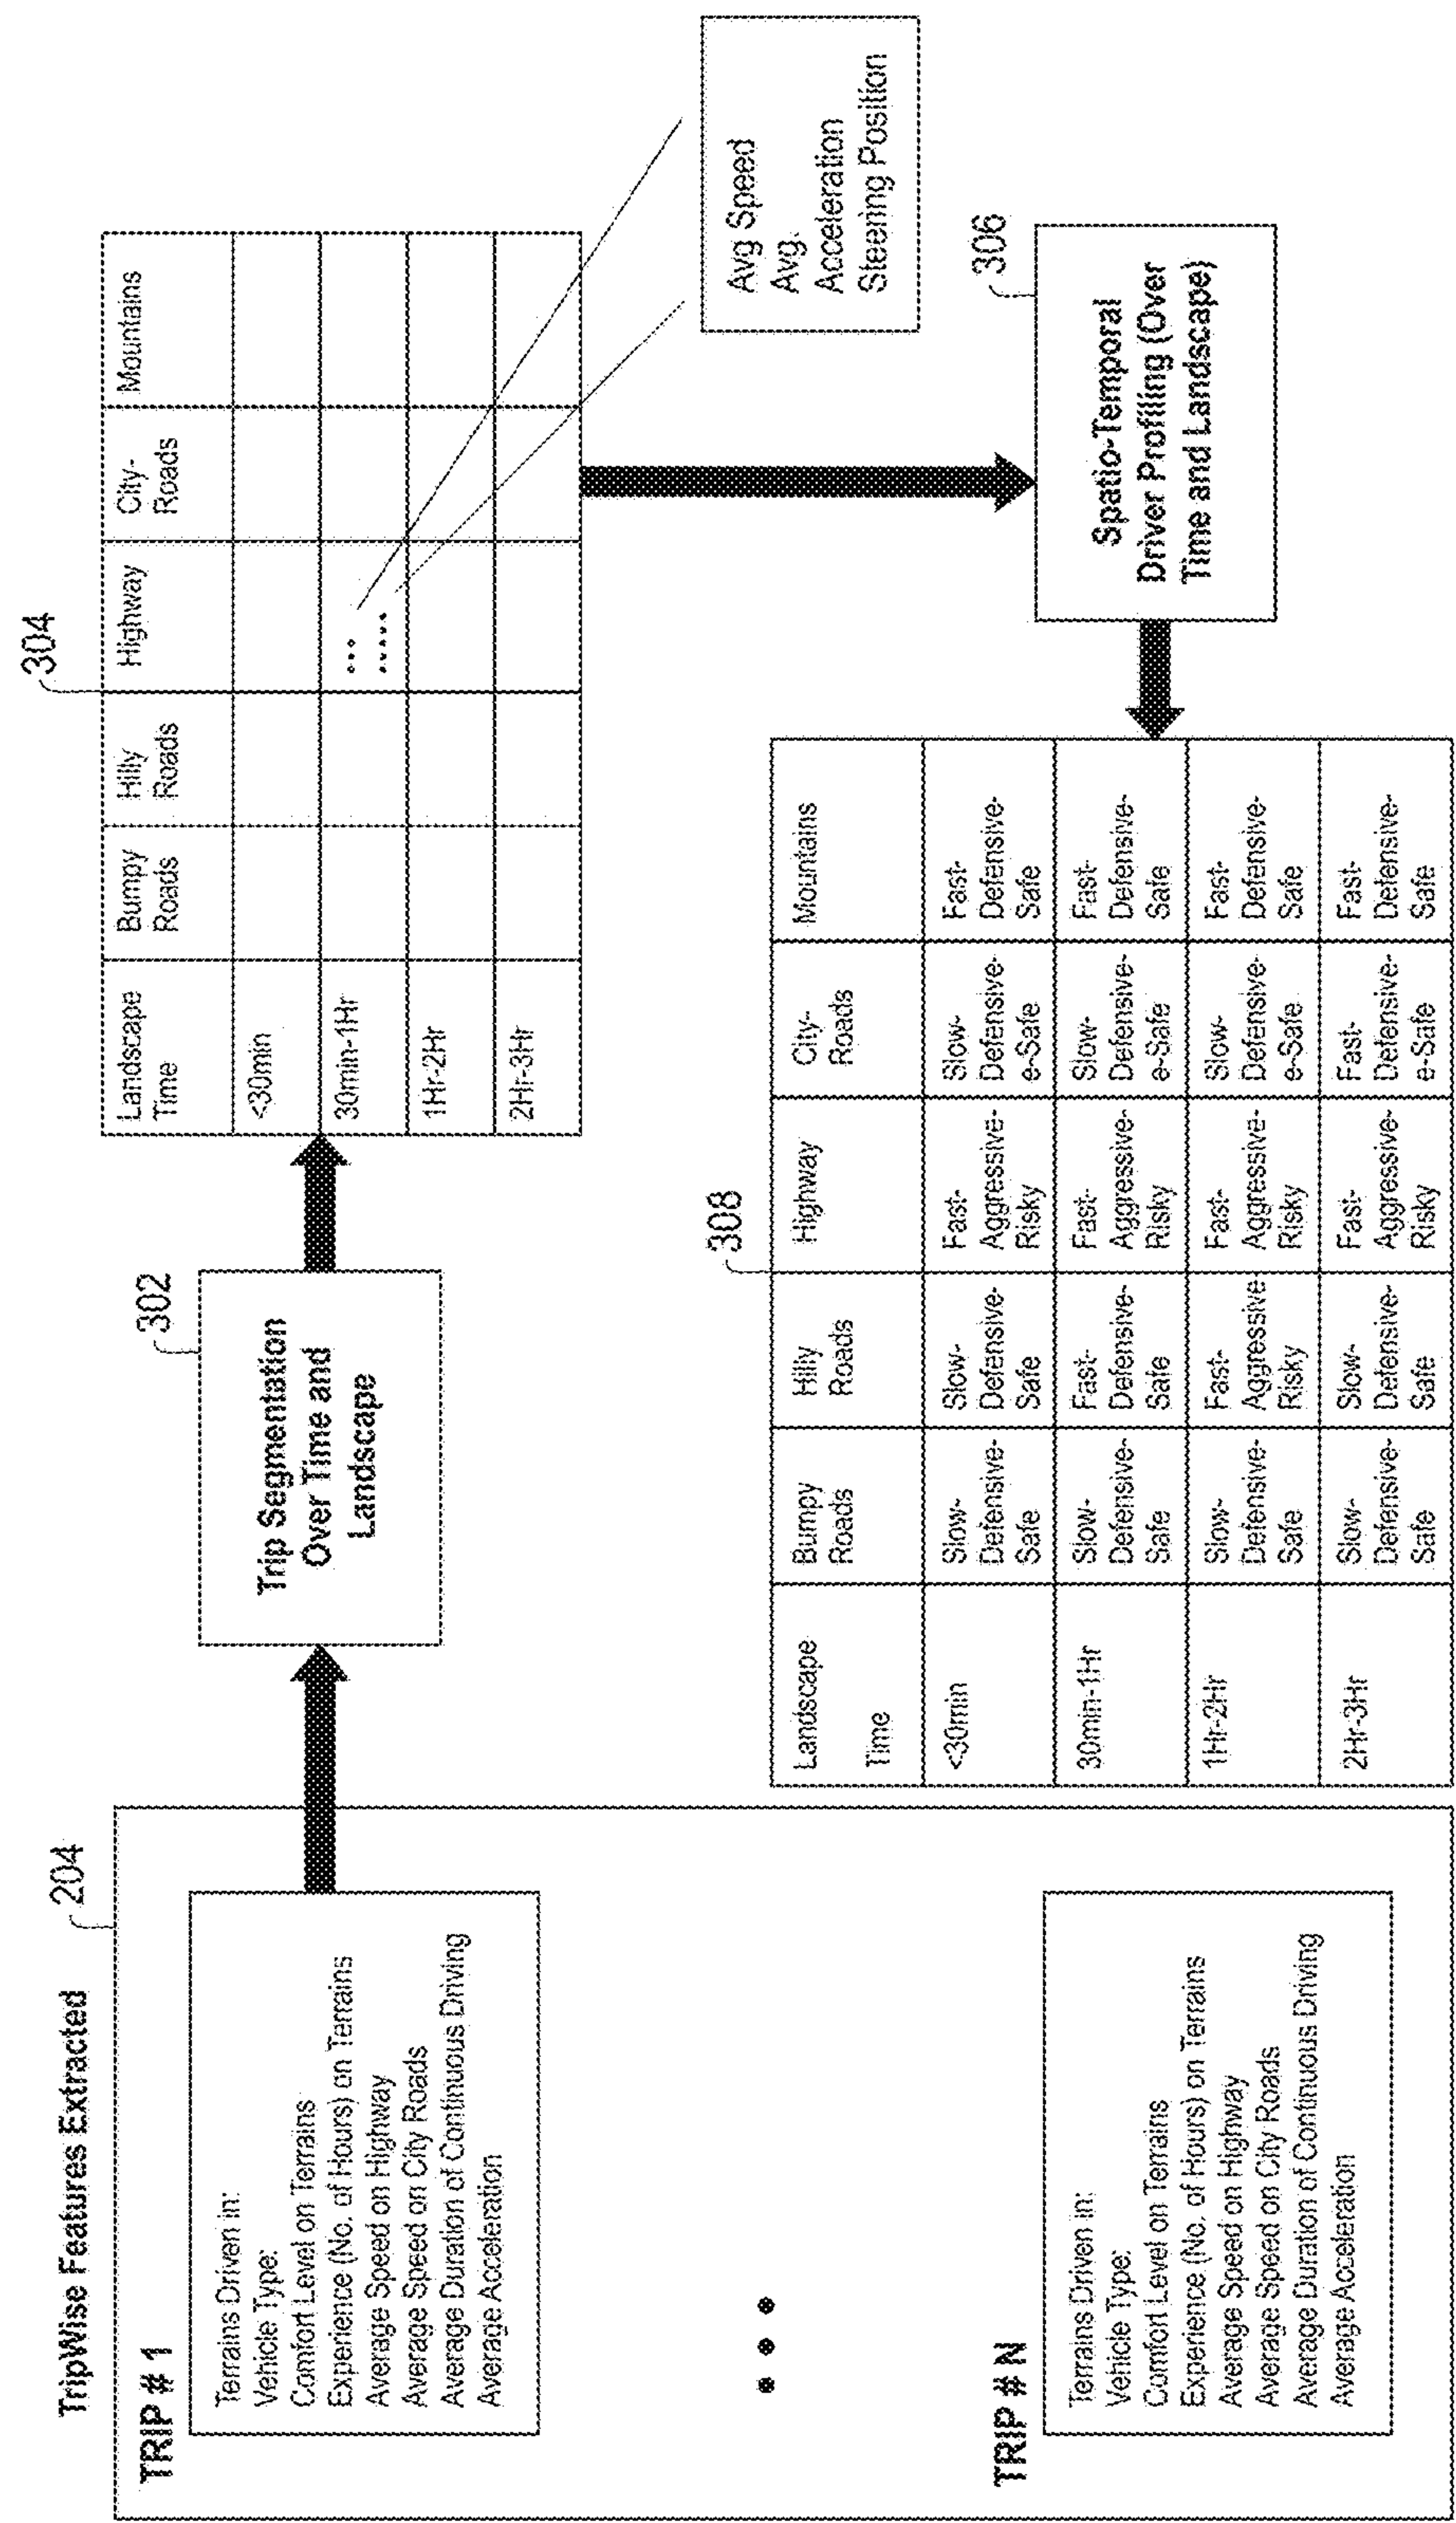 TripWise Features Extracted
204
TRIP # 1
Terrains Driven in:
Vehicle Type:
Comfort Level on Terrains
Experience (No. of Hours) on Terrains
Average Speed on Highway
Average Speed on City Roads
Average Duration of Continuous Driving
Average Acceleration
TRIP # N
Terrains Driven in:
Vehicle Type:
Comfort Level on Terrains
Experience (No. of Hours) on Terrains
Average Speed on Highway
Average Speed on City Roads
Average Duration of Continuous Driving
Average Acceleration
302
Trip Segmentation
Over Time and
Landscape
304
Landscape
Time
Bumpy
Roads
Hilly
Roads
Highway
City-
Roads
Mountains
<30min
30min-1Hr
... .....
1Hr-2Hr
2Hr-3Hr
Avg Speed
Avg.
Acceleration
Steering Position
306
Spatio-Temporal
Driver Profiling (Over
Time and Landscape)
308
Landscape
Time
Bumpy
Roads
Hilly
Roads
Highway
City-
Roads
Mountains
<30min
Slow-
Defensive-
Safe
Slow-
Defensive-
Safe
Fast-
Aggressive-
Risky
Slow-
Defensive-
e-Safe
Fast-
Defensive-
Safe
30min-1Hr
Slow-
Defensive-
Safe
Fast-
Defensive-
Safe
Fast-
Aggressive-
Risky
Slow-
Defensive-
e-Safe
Fast-
Defensive-
Safe
1Hr-2Hr
Slow-
Defensive-
Safe
Fast-
Aggressive
Risky
Fast-
Aggressive-
Risky
Slow-
Defensive-
e-Safe
Fast-
Defensive-
Safe
2Hr-3Hr
Slow-
Defensive-
Safe
Slow-
Defensive-
Safe
Fast-
Aggressive-
Risky
Fast-
Defensive-
e-Safe
Fast-
Defensive-
Safe